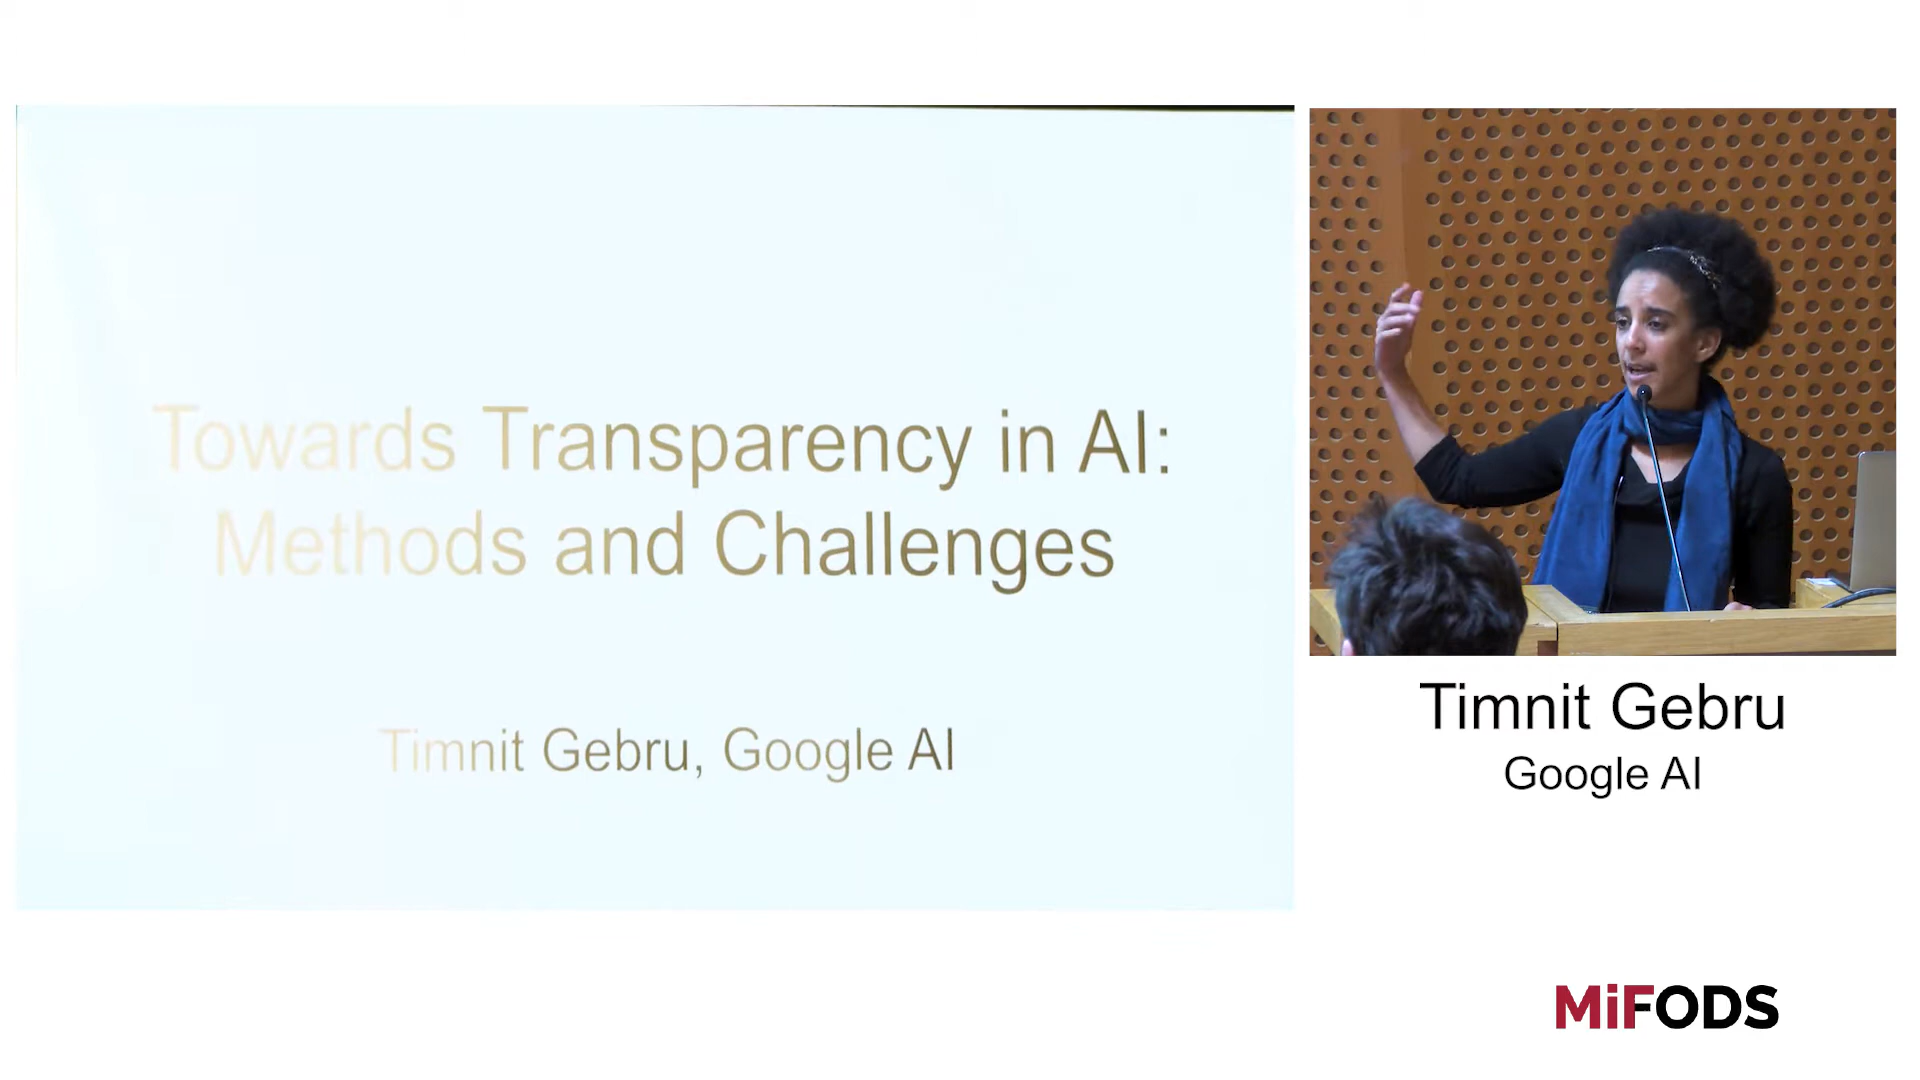 Towards Transparency in AI:
Methods and Challenges
Timnit Gebru, Google AI
Timnit Gebru
Google AI
MiFODS